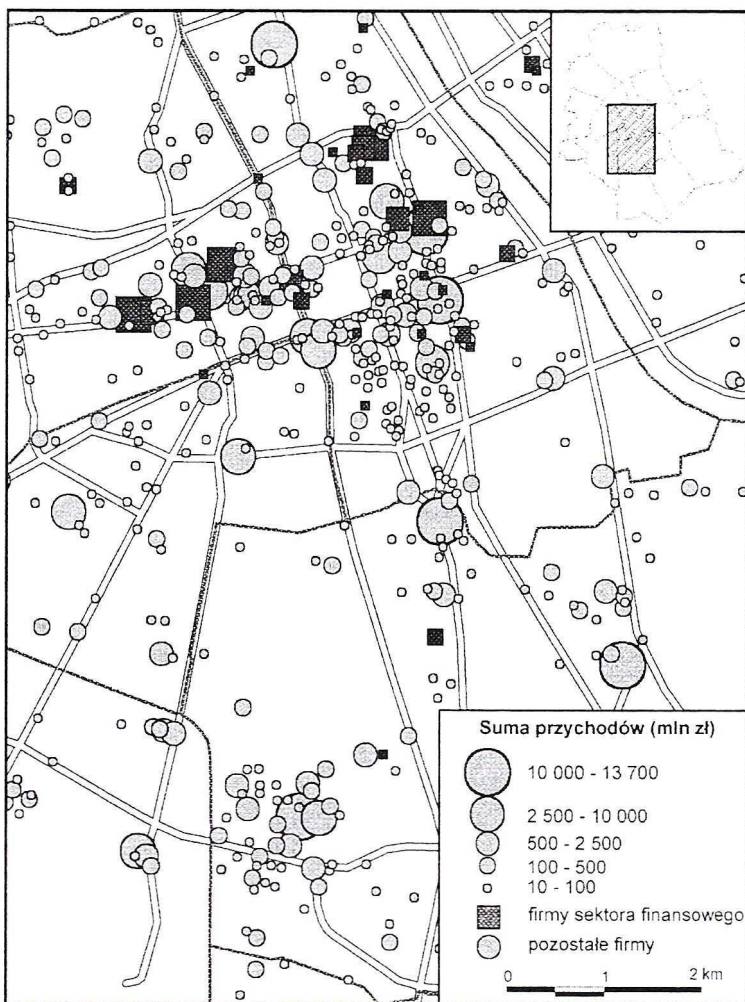 Suma przychodów (mln zł)
10 000 - 13 700
2 500 - 10 000
500 - 2 500
100 - 500
10 - 100
firmy sektora finansowego
pozostałe firmy
0 1 2 km